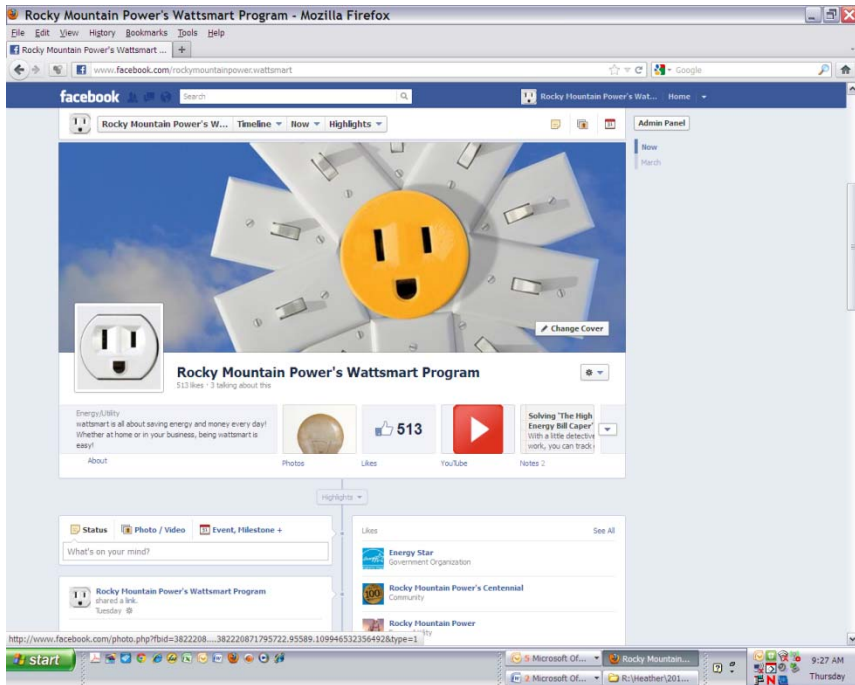 Rocky Mountain Power's Wattsmart Program - Mozilla Firefox
File Edit View History Bookmarks Tools Help
Rocky Mountain Power's Wattsmart ... +
www.facebook.com/rockymountainpower.wattsmart
Google
facebook
Search
Rocky Mountain Power's Wat... Home
Rocky Mountain Power's W... Timeline Now Highlights
31
Admin Panel
Now
March
Change Cover
Rocky Mountain Power's Wattsmart Program
513 likes · 3 talking about this
Energy/Utility
wattsmart is all about saving energy and money every day!
Whether at home or in your business, being wattsmart is
easy!
About
Photos
513
Likes
YouTube
Solving 'The High
Energy Bill Caper'
With a little detective
work, you can track
Notes 2
Highlights
Status Photo / Video 31 Event, Milestone +
What's on your mind?
Rocky Mountain Power's Wattsmart Program
shared a link.
Tuesday
Likes See All
Energy Star
Government Organization
100
Rocky Mountain Power's Centennial
Community
Rocky Mountain Power
http://www.facebook.com/photo.php?fbid=3822208....382220871795722.95589.109946532356492&type=1
start
5 Microsoft Of...
Rocky Mountain...
2 Microsoft Of...
R:\Heather\201...
9:27 AM
Thursday